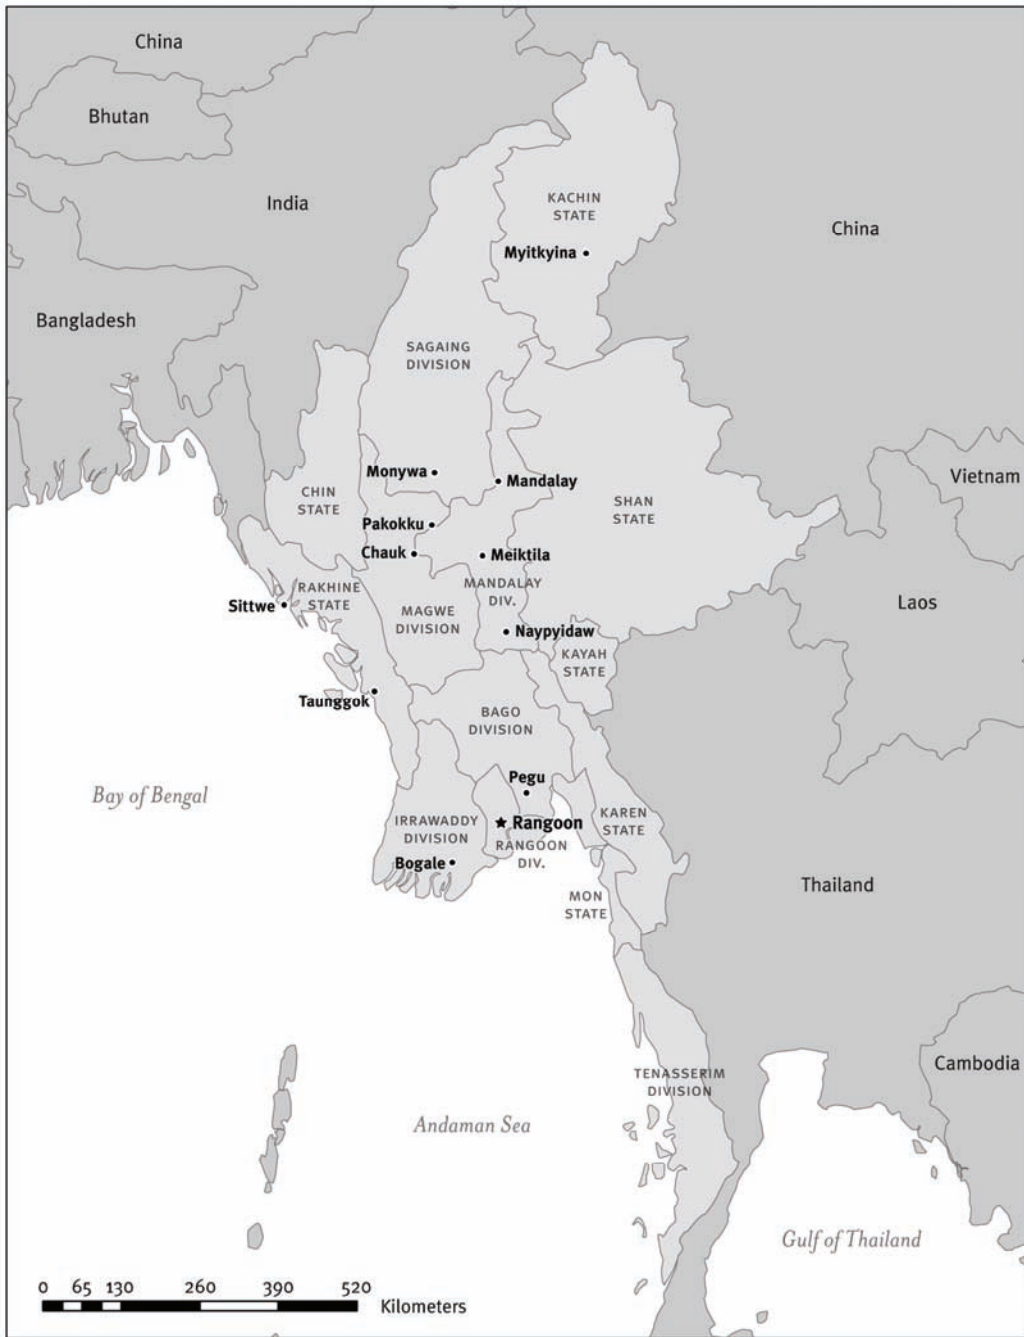 China
Bhutan
India
KACHIN
STATE
China
Myitkyina
Bangladesh
SAGAING
DIVISION
Monywa
Mandalay
Vietnam
CHIN
STATE
SHAN
STATE
Pakokku
Chauk
Meiktila
MANDALAY
DIV.
RAKHINE
STATE
Sittwe
MAGWE
DIVISION
Laos
Naypyidaw
KAYAH
STATE
Taunggok
BAGO
DIVISION
Pegu
Bay of Bengal
IRRAWADDY
DIVISION
Rangoon
RANGOON
DIV.
KAREN
STATE
Bogale
MON
STATE
Thailand
Cambodia
TENASSERIM
DIVISION
Andaman Sea
Gulf of Thailand
0 65 130 260 390 520
Kilometers